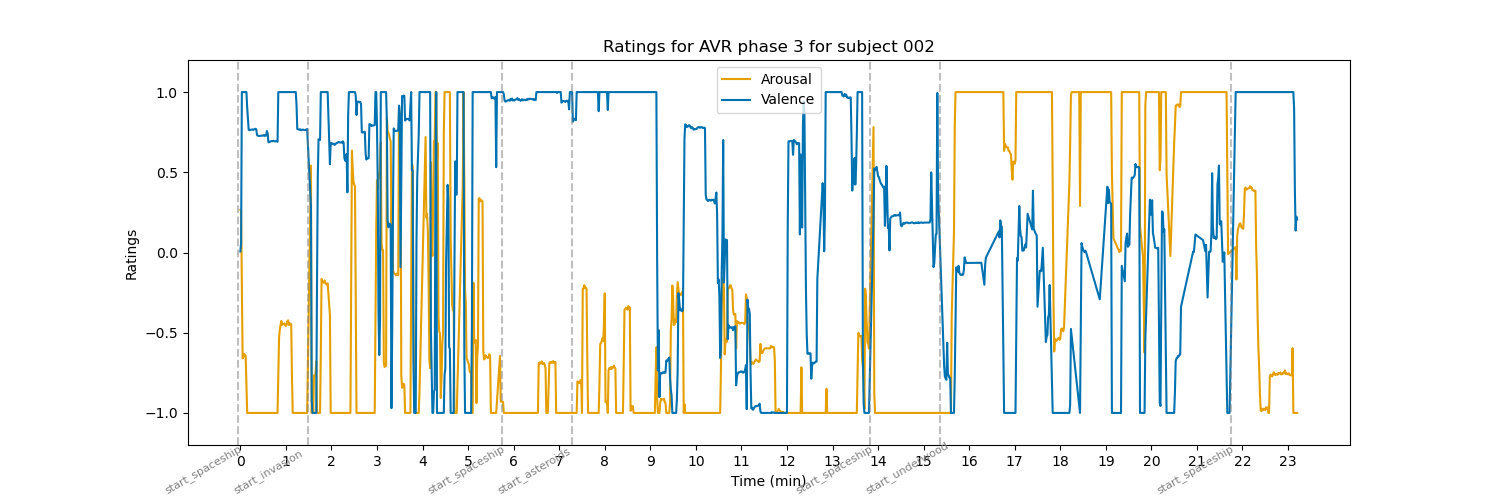 Ratings for AVR phase 3 for subject 002
Arousal
Valence
Ratings
1.0
0.5
0.0
−0.5
−1.0
0 1 2 3 4 5 6 7 8 9 10 11 12 13 14 15 16 17 18 19 20 21 22 23
start_spaceship start_invasion start_spaceship start_asteroids start_spaceship start_underwood start_spaceship
Time (min)